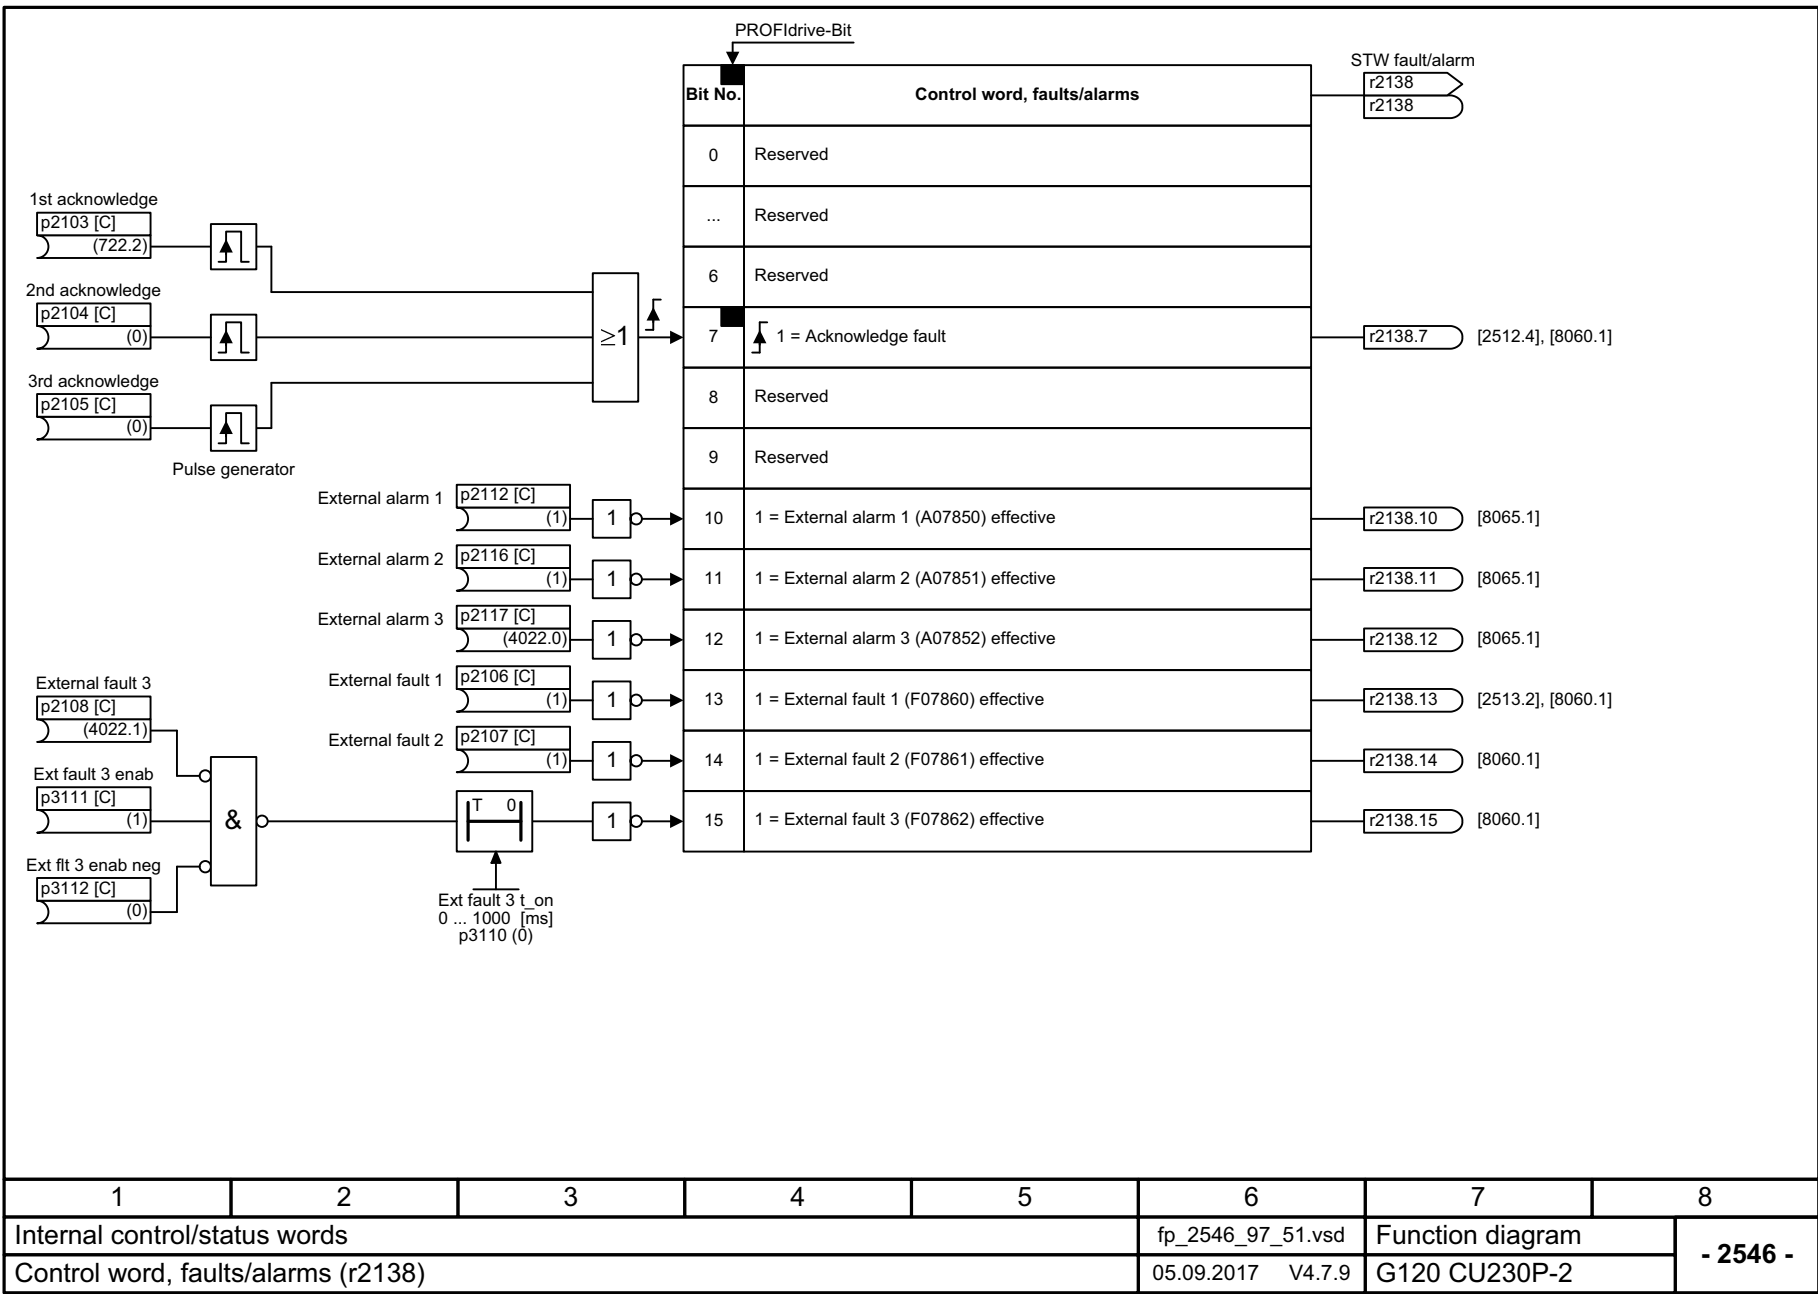 PROFIdrive-Bit
STW fault/alarm
r2138
r2138
Bit No. Control word, faults/alarms
0 Reserved
... Reserved
6 Reserved
7 1 = Acknowledge fault
r2138.7 [2512.4], [8060.1]
8 Reserved
9 Reserved
1st acknowledge
p2103 [C]
(722.2)
2nd acknowledge
p2104 [C]
(0)
3rd acknowledge
p2105 [C]
(0)
Pulse generator
≥1
External alarm 1 p2112 [C]
(1) 1 10 1 = External alarm 1 (A07850) effective r2138.10 [8065.1]
External alarm 2 p2116 [C]
(1) 1 11 1 = External alarm 2 (A07851) effective r2138.11 [8065.1]
External alarm 3 p2117 [C]
(4022.0) 1 12 1 = External alarm 3 (A07852) effective r2138.12 [8065.1]
External fault 1 p2106 [C]
(1) 1 13 1 = External fault 1 (F07860) effective r2138.13 [2513.2], [8060.1]
External fault 2 p2107 [C]
(1) 1 14 1 = External fault 2 (F07861) effective r2138.14 [8060.1]
External fault 3
p2108 [C]
(4022.1)
Ext fault 3 enab
p3111 [C]
(1)
Ext flt 3 enab neg
p3112 [C]
(0)
&
T 0
1 15 1 = External fault 3 (F07862) effective r2138.15 [8060.1]
Ext fault 3 t_on
0 ... 1000 [ms]
p3110 (0)
1 2 3 4 5 6 7 8
Internal control/status words fp_2546_97_51.vsd Function diagram
- 2546 -
Control word, faults/alarms (r2138) 05.09.2017 V4.7.9 G120 CU230P-2